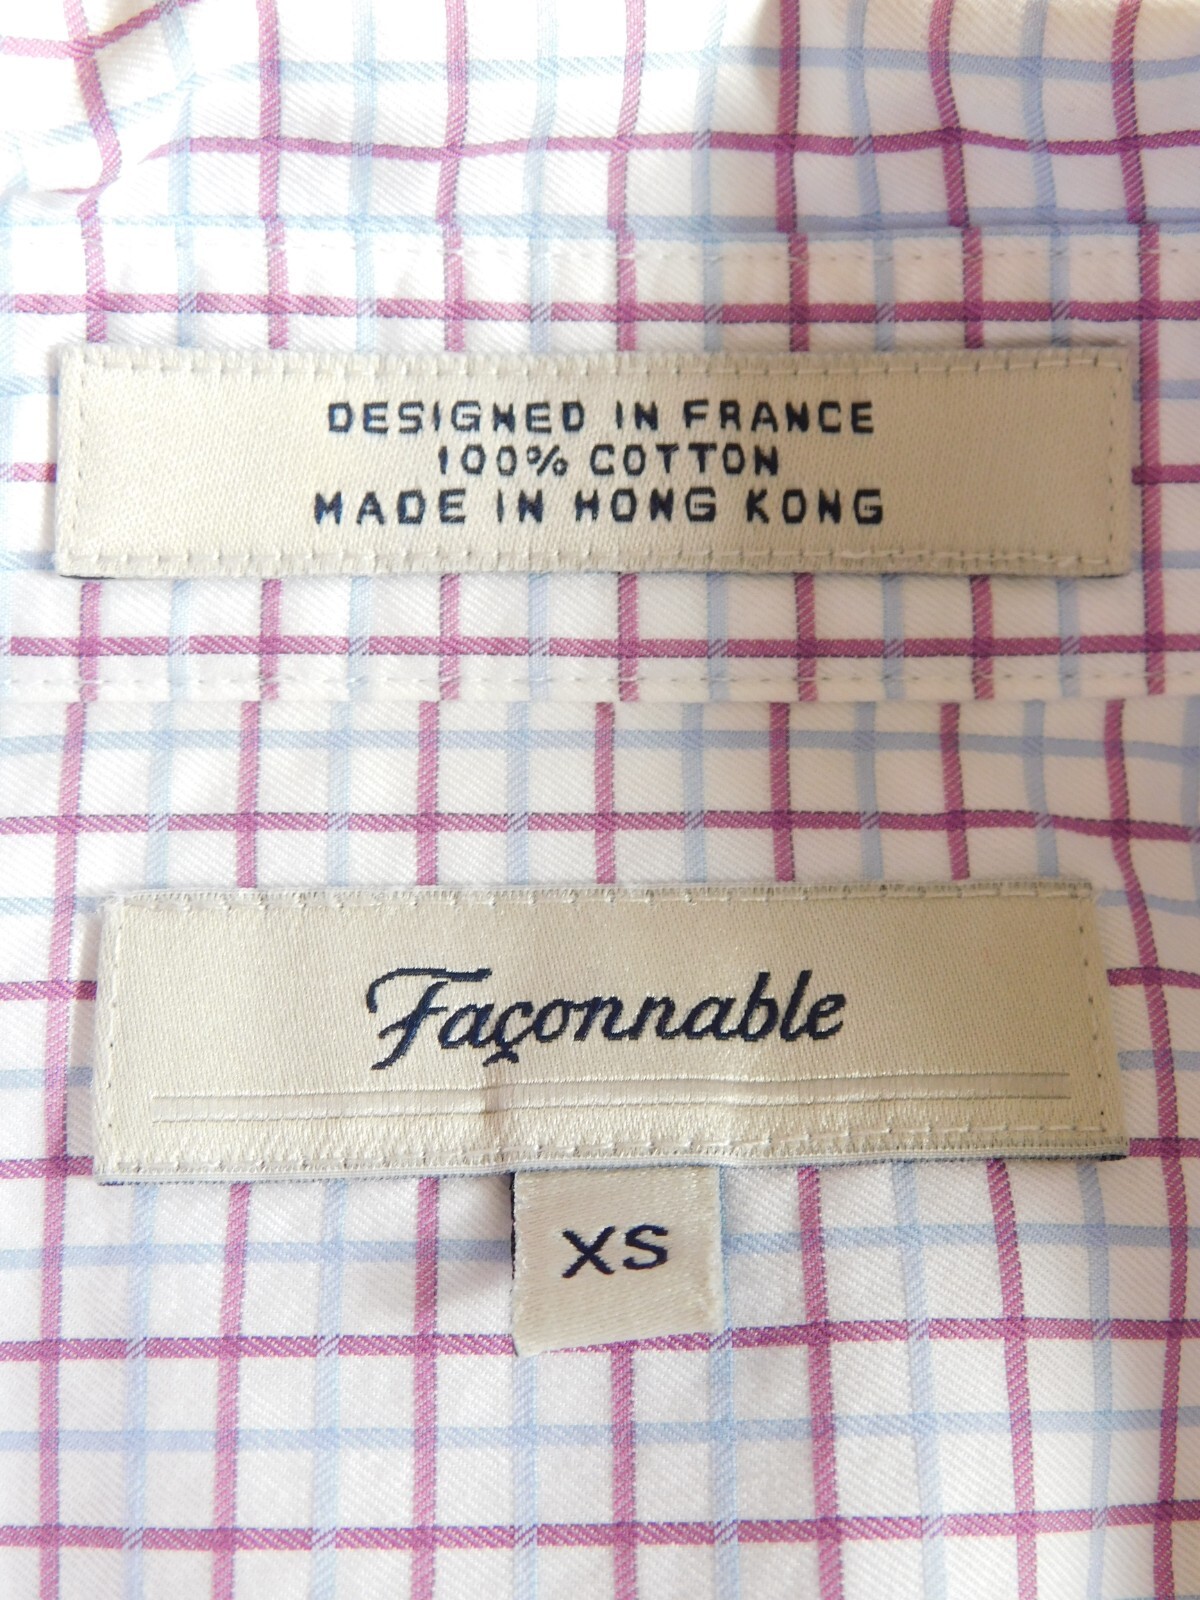 DESIGNED IN FRANCE
100% COTTON
MADE IN HONG KONG
Façonnable
XS